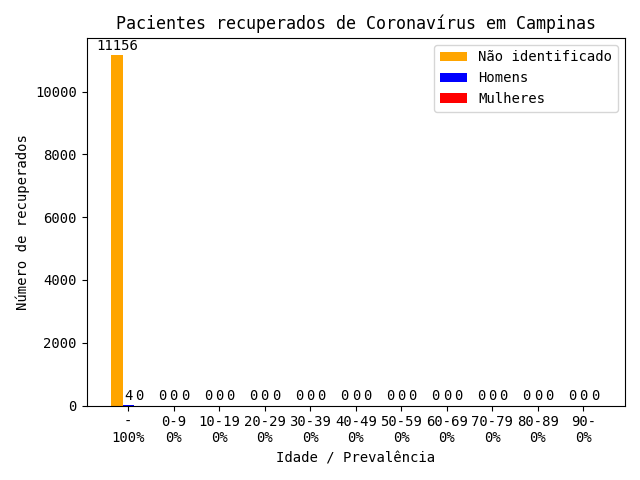 Pacientes recuperados de Coronavírus em Campinas
11156
Não identificado
Homens
Mulheres
10000
8000
6000
4000
2000
0
Número de recuperados
4 0 0 0 0 0 0 0 0 0 0 0 0 0 0 0 0 0 0 0 0 0 0 0 0 0 0 0 0 0 0 0
- 0-9 10-19 20-29 30-39 40-49 50-59 60-69 70-79 80-89 90-
100% 0% 0% 0% 0% 0% 0% 0% 0% 0% 0%
Idade / Prevalência